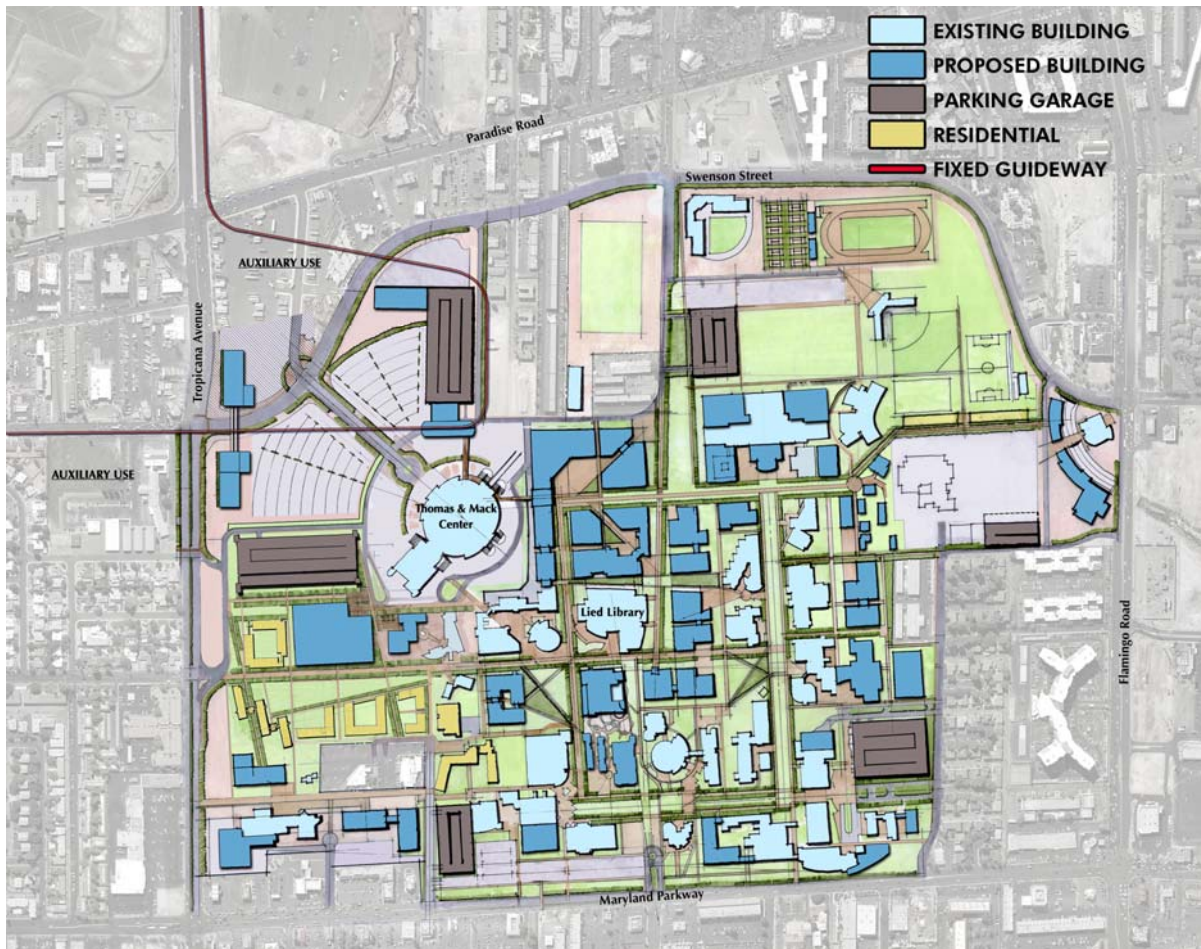 EXISTING BUILDING
PROPOSED BUILDING
PARKING GARAGE
RESIDENTIAL
FIXED GUIDEWAY
Paradise Road
Swenson Street
AUXILIARY USE
Tropicana Avenue
AUXILIARY USE
Thomas & Mack
Center
Lied Library
Flamingo Road
Maryland Parkway